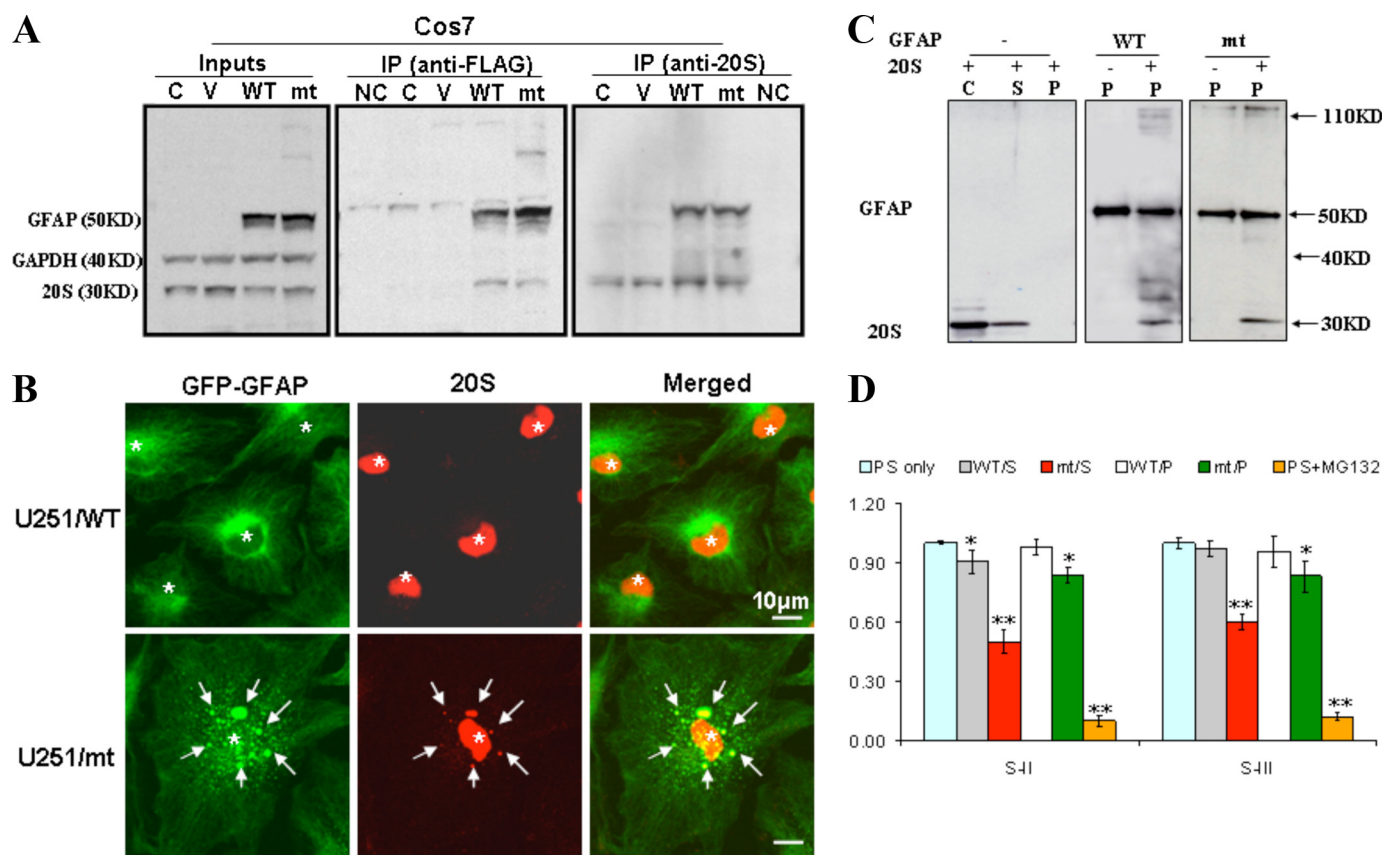 A
Cos7
Inputs IP (anti-FLAG) IP (anti-20S)
C V WT mt NC C V WT mt C V WT mt NC
GFAP (50KD)
GAPDH (40KD)
20S (30KD)
B
GFP-GFAP 20S Merged
U251/WT
* * * *
* * * *
* * * *
10μm
U251/mt
* * *
C
GFAP - WT mt
20S + + + - + - +
C S P P P P P
110KD
GFAP
50KD
40KD
20S
30KD
D
PS only WT/S mt/S WT/P mt/P PS+MG132
1.20
0.90
0.60
0.30
0.00
* ** * **
** * **
S-II S-III